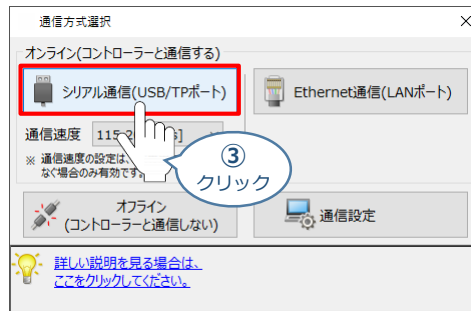 通信方式選択
オンライン(コントローラーと通信する)
シリアル通信(USB/TPポート)
Ethernet通信(LANポート)
通信速度 115.2
※ 通信速度の設定は、
なぐ場合のみ有効です
③
クリック
オフライン
(コントローラーと通信しない)
通信設定
詳しい説明を見る場合は、
ここをクリックしてください。